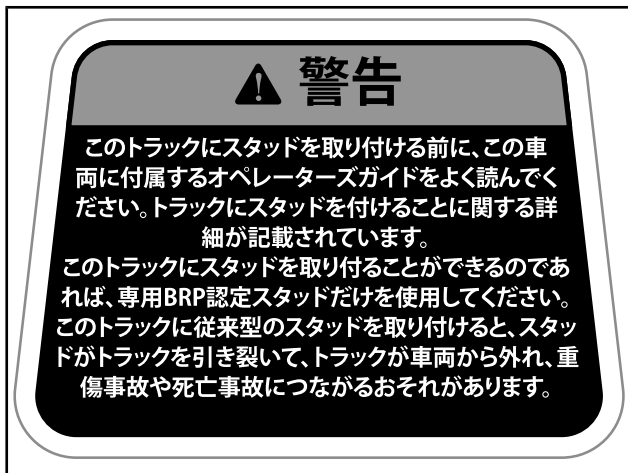 警告
このトラックにスタッドを取り付ける前に、この車
両に付属するオペレーターズガイドをよく読んでく
ださい。トラックにスタッドを付けることに関する詳
細が記載されています。
このトラックにスタッドを取り付ることができるのであ
れば、専用BRP認定スタッドだけを使用してください。
このトラックに従来型のスタッドを取り付けると、スタッ
ドがトラックを引き裂いて、トラックが車両から外れ、重
傷事故や死亡事故につながるおそれがあります。